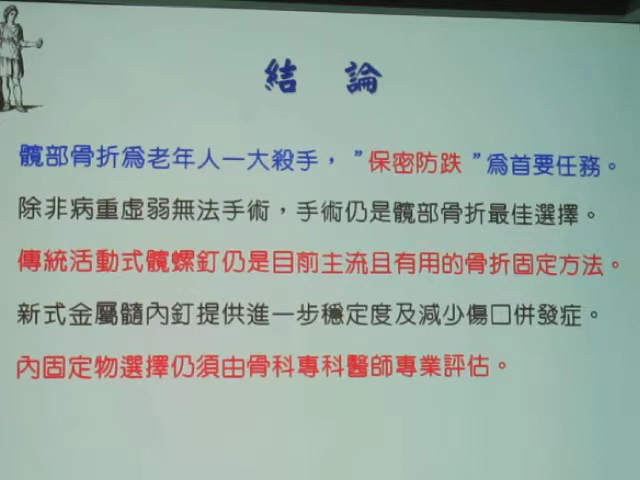 結 論
髖部骨折為老年人一大殺手，"保密防跌"為首要任務。
除非病重虛弱無法手術，手術仍是髖部骨折最佳選擇。
傳統活動式髖螺釘仍是目前主流且有用的骨折固定方法。
新式金屬髓內釘提供進一步穩定度及減少傷口併發症。
內固定物選擇仍須由骨科專科醫師專業評估。